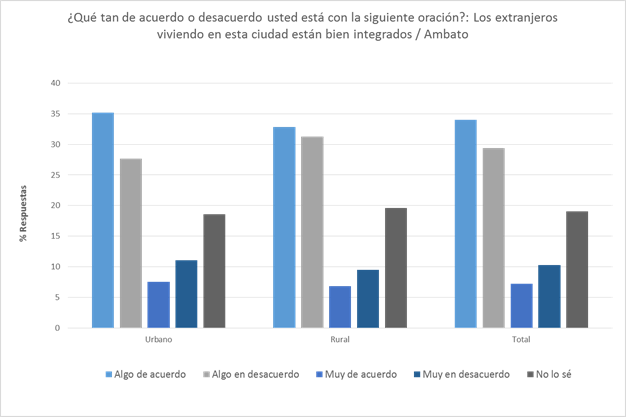 ¿Qué tan de acuerdo o desacuerdo usted está con la siguiente oración?: Los extranjeros
viviendo en esta ciudad están bien integrados / Ambato
40
35
30
25
20
15
10
5
0
% Respuestas
Urbano Rural Total
Algo de acuerdo Algo en desacuerdo Muy de acuerdo Muy en desacuerdo No lo sé